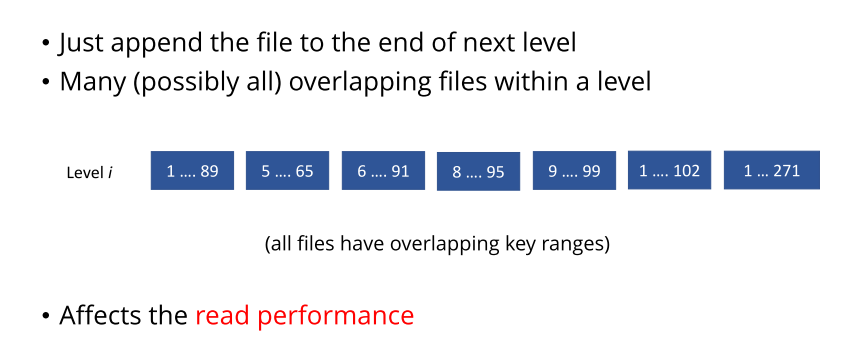 • Just append the file to the end of next level
• Many (possibly all) overlapping files within a level
Level i 1 .... 89 5 .... 65 6 .... 91 8 .... 95 9 .... 99 1 .... 102 1 ... 271
(all files have overlapping key ranges)
• Affects the read performance